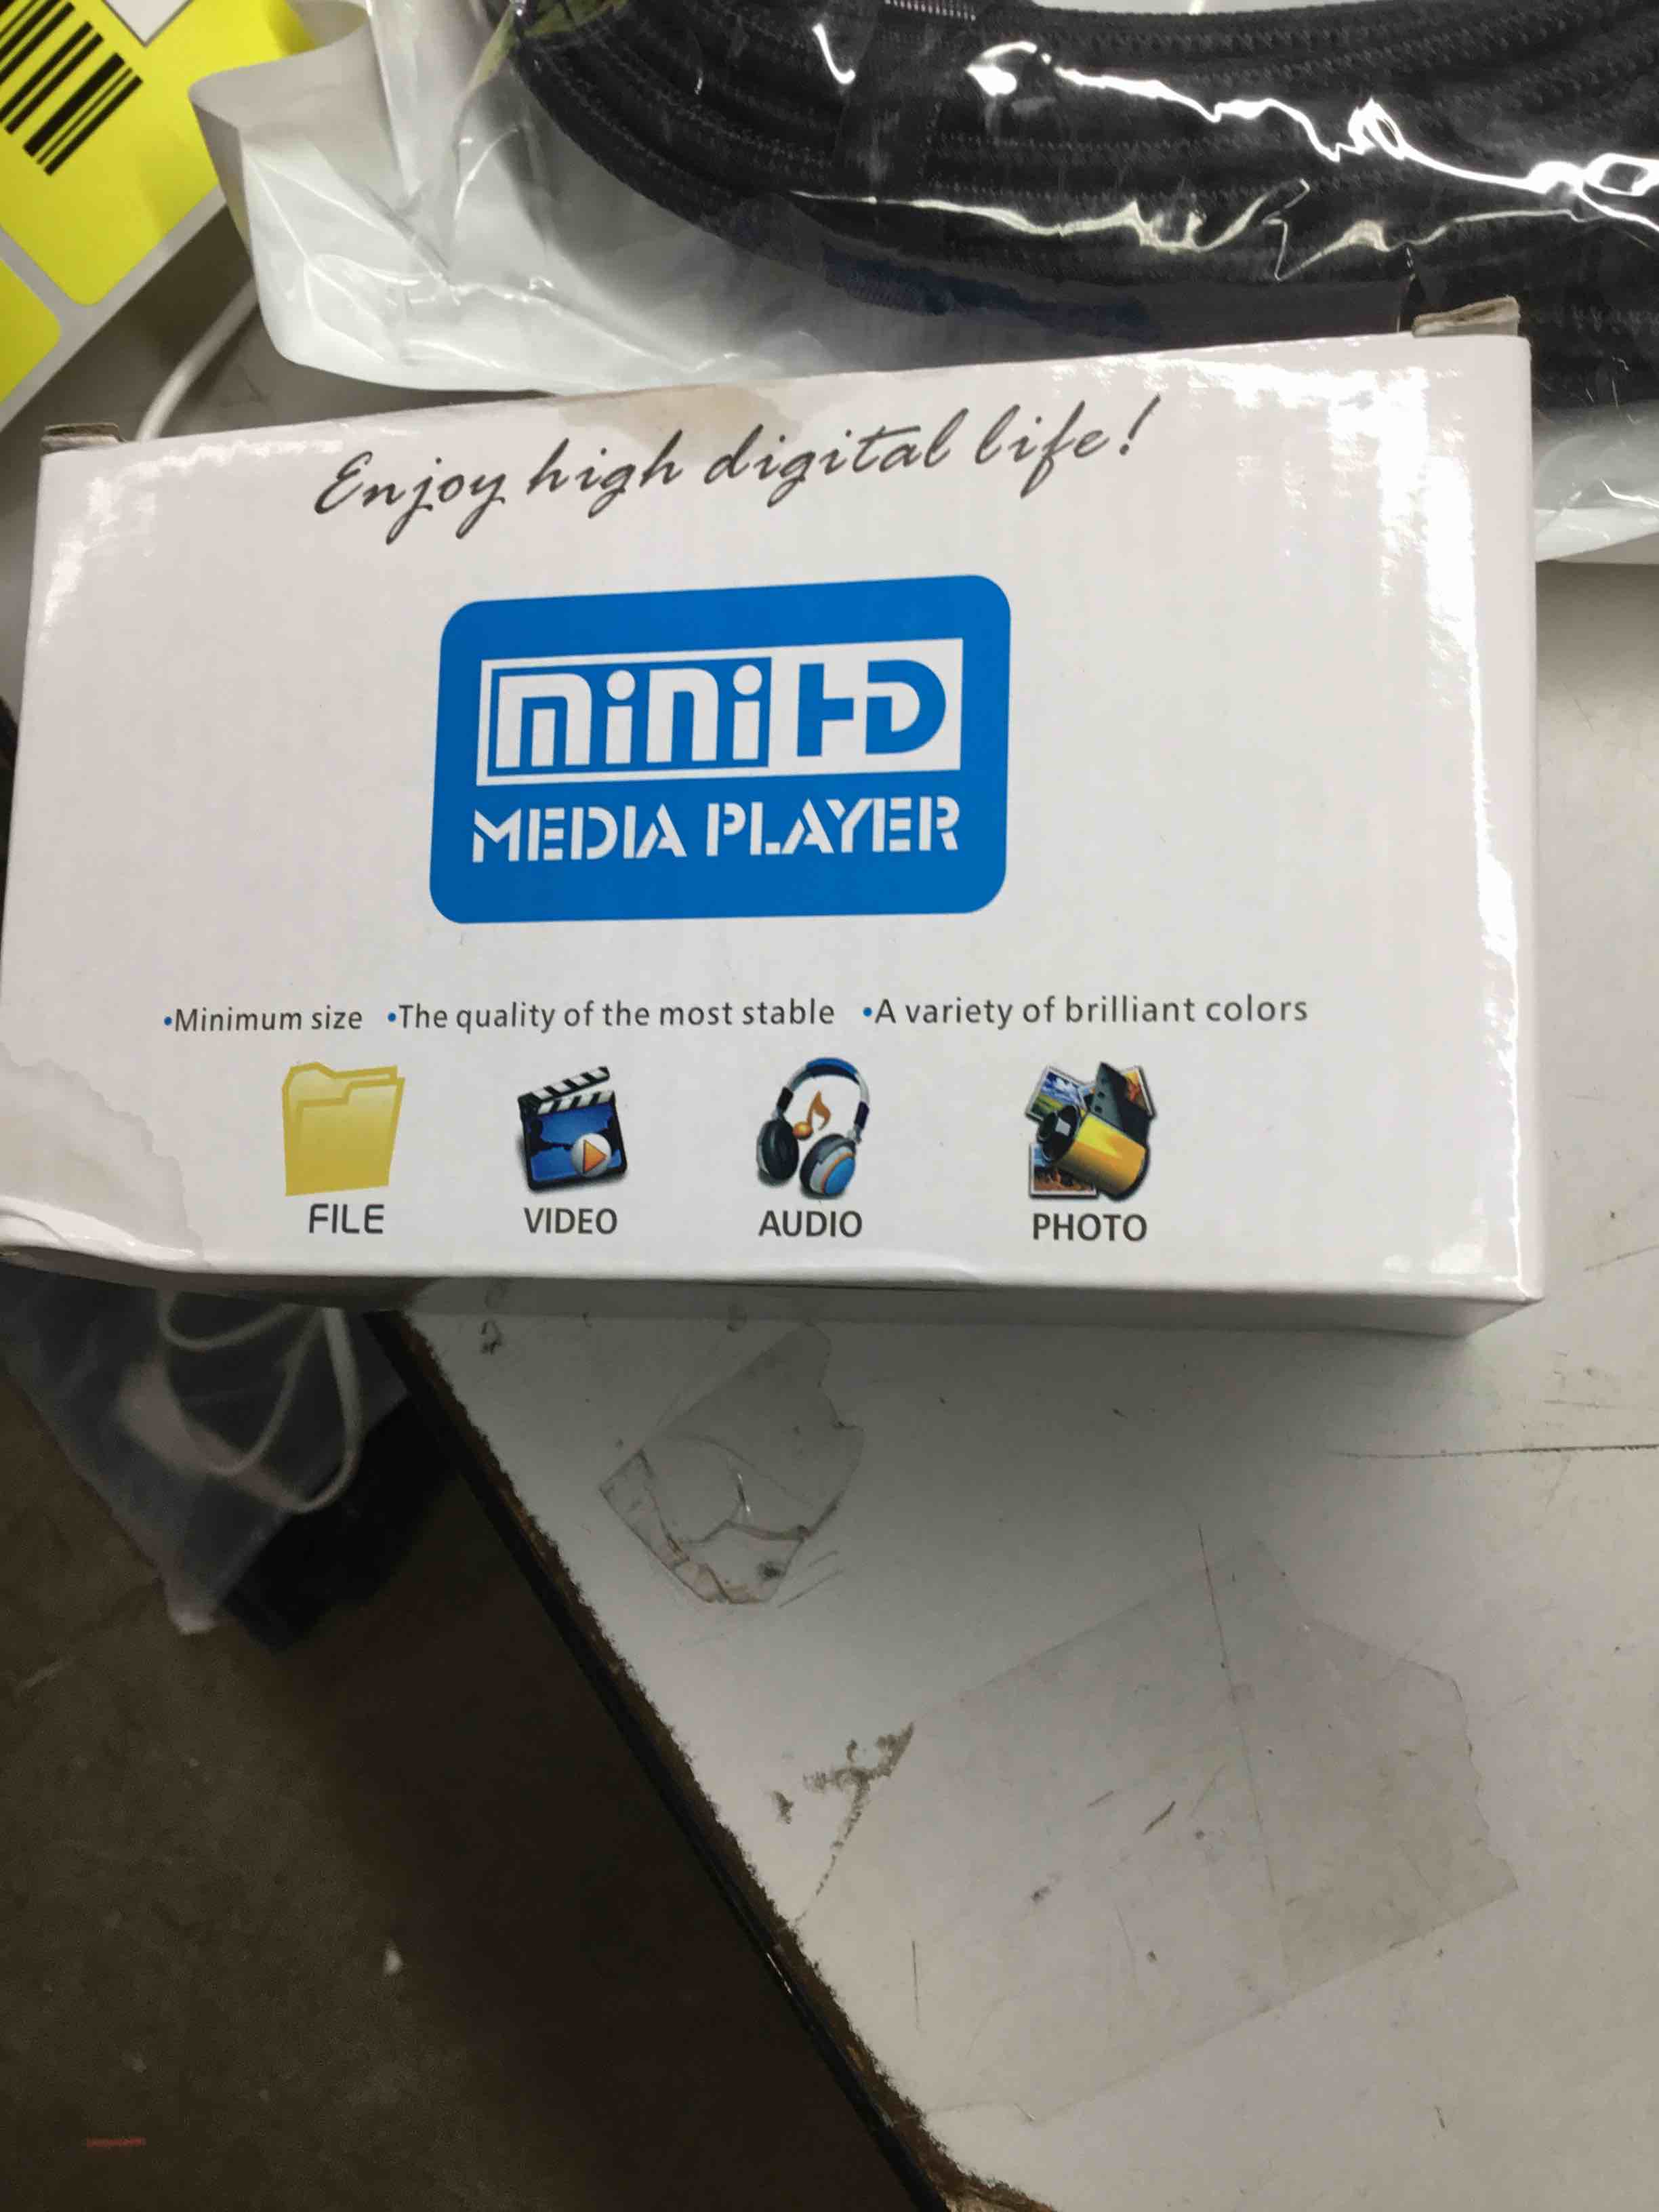 Enjoy high digital life!
mini HD
MEDIA PLAYER
•Minimum size •The quality of the most stable •A variety of brilliant colors
FILE VIDEO AUDIO PHOTO